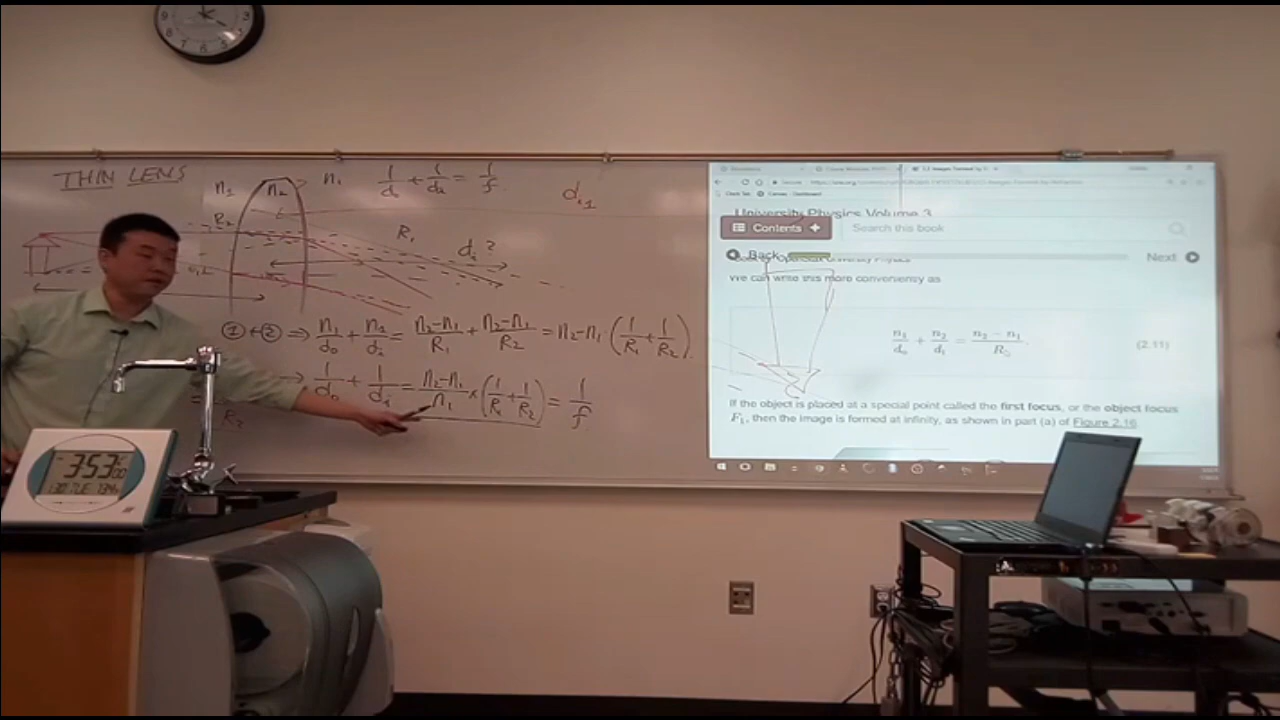 THIN LENS
n₁ n₂ n₁ 1/d₀ + 1/dᵢ = 1/f dᵢ₁
R₂ R₁ dᵢ?
①+② ⇒ n₁/d₀ + n₁/dᵢ = n₂-n₁/R₁ + n₂-n₁/R₂ = n₂-n₁ · (1/R₁ + 1/R₂)
⇒ 1/d₀ + 1/dᵢ = n₂-n₁/n₁ × (1/R₁ + 1/R₂) = 1/f
R₂
3:53
University Physics Volume 3
Contents + Search this book
Back Next
We can write this more conveniently as
n₁/d₀ + n₂/dᵢ = n₂ − n₁/R (2.11)
If the object is placed at a special point called the first focus, or the object focus
F₁, then the image is formed at infinity, as shown in part (a) of Figure 2.16